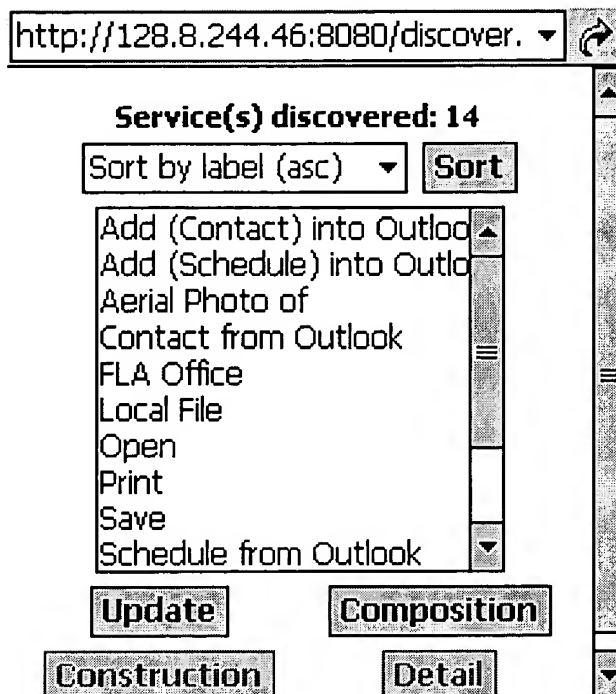 http://128.8.244.46:8080/discover.
Service(s) discovered: 14
Sort by label (asc) Sort
Add (Contact) into Outloo
Add (Schedule) into Outlo
Aerial Photo of
Contact from Outlook
FLA Office
Local File
Open
Print
Save
Schedule from Outlook
Update Composition
Construction Detail